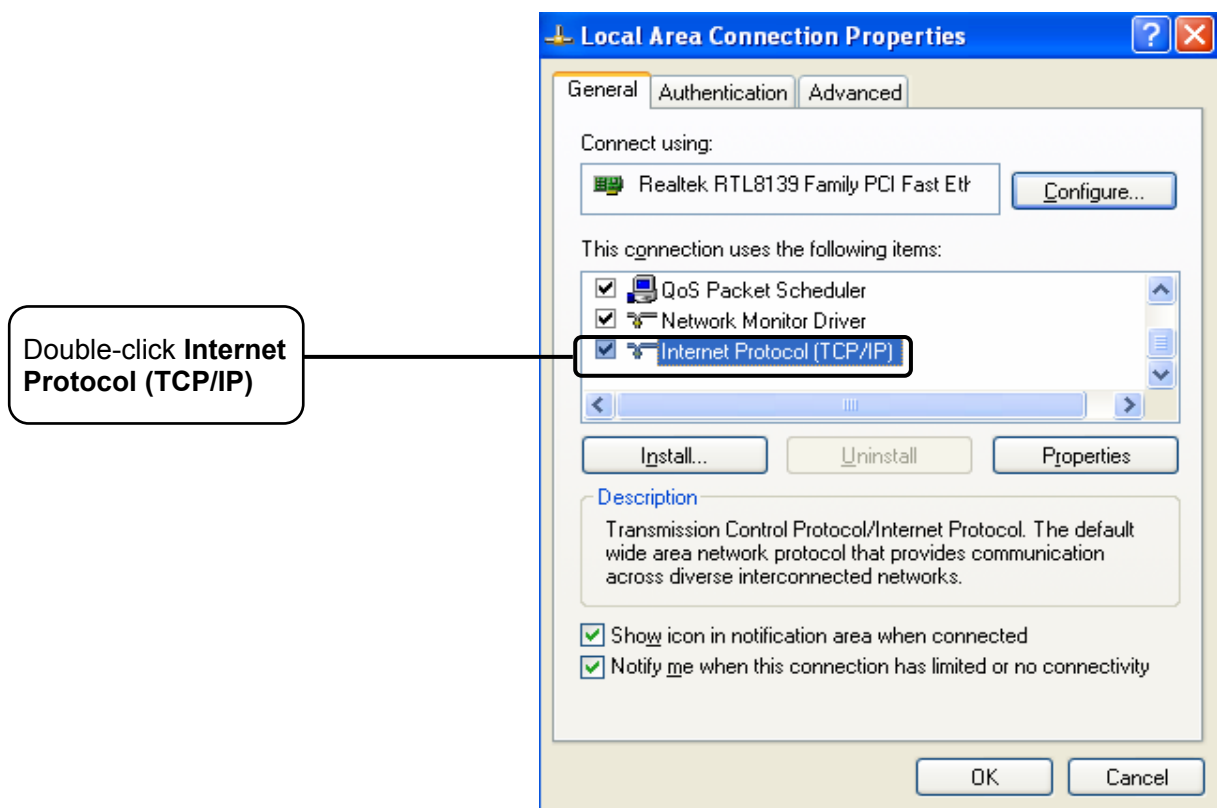 Local Area Connection Properties
General
Authentication
Advanced
Connect using:
Realtek RTL8139 Family PCI Fast Eth
Configure...
This connection uses the following items:
QoS Packet Scheduler
Network Monitor Driver
Internet Protocol (TCP/IP)
Double-click Internet
Protocol (TCP/IP)
Install...
Uninstall
Properties
Description
Transmission Control Protocol/Internet Protocol. The default
wide area network protocol that provides communication
across diverse interconnected networks.
Show icon in notification area when connected
Notify me when this connection has limited or no connectivity
OK
Cancel